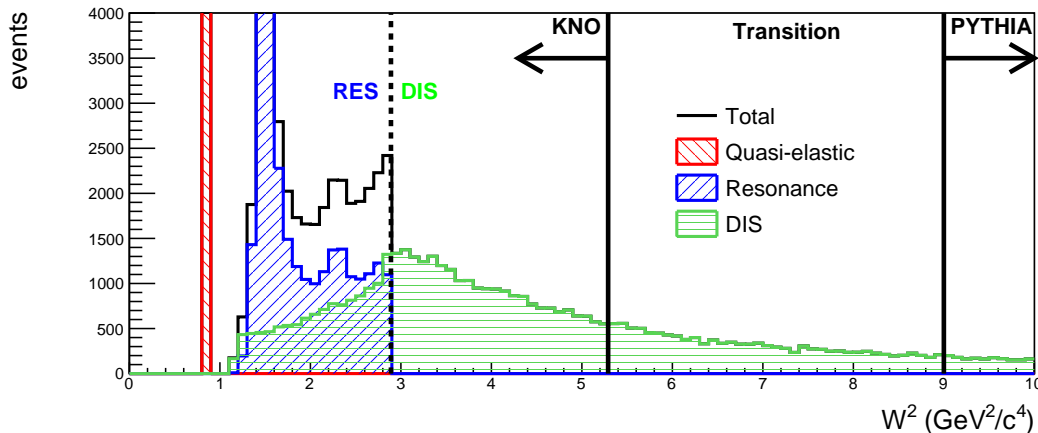 events
4000
3500
3000
2500
2000
1500
1000
500
0
KNO
Transition
PYTHIA
RES DIS
Total
Quasi-elastic
Resonance
DIS
0 1 2 3 4 5 6 7 8 9 10
W² (GeV²/c⁴)